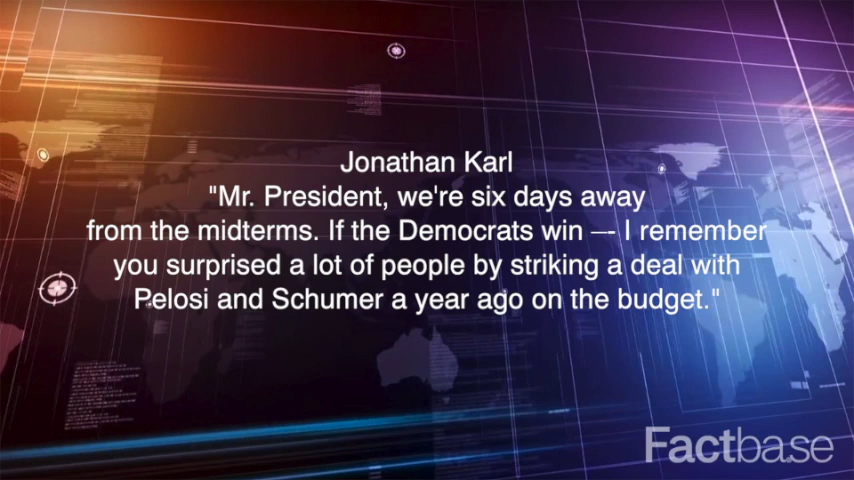 Jonathan Karl
"Mr. President, we're six days away
from the midterms. If the Democrats win –- I remember
you surprised a lot of people by striking a deal with
Pelosi and Schumer a year ago on the budget."
Factbase